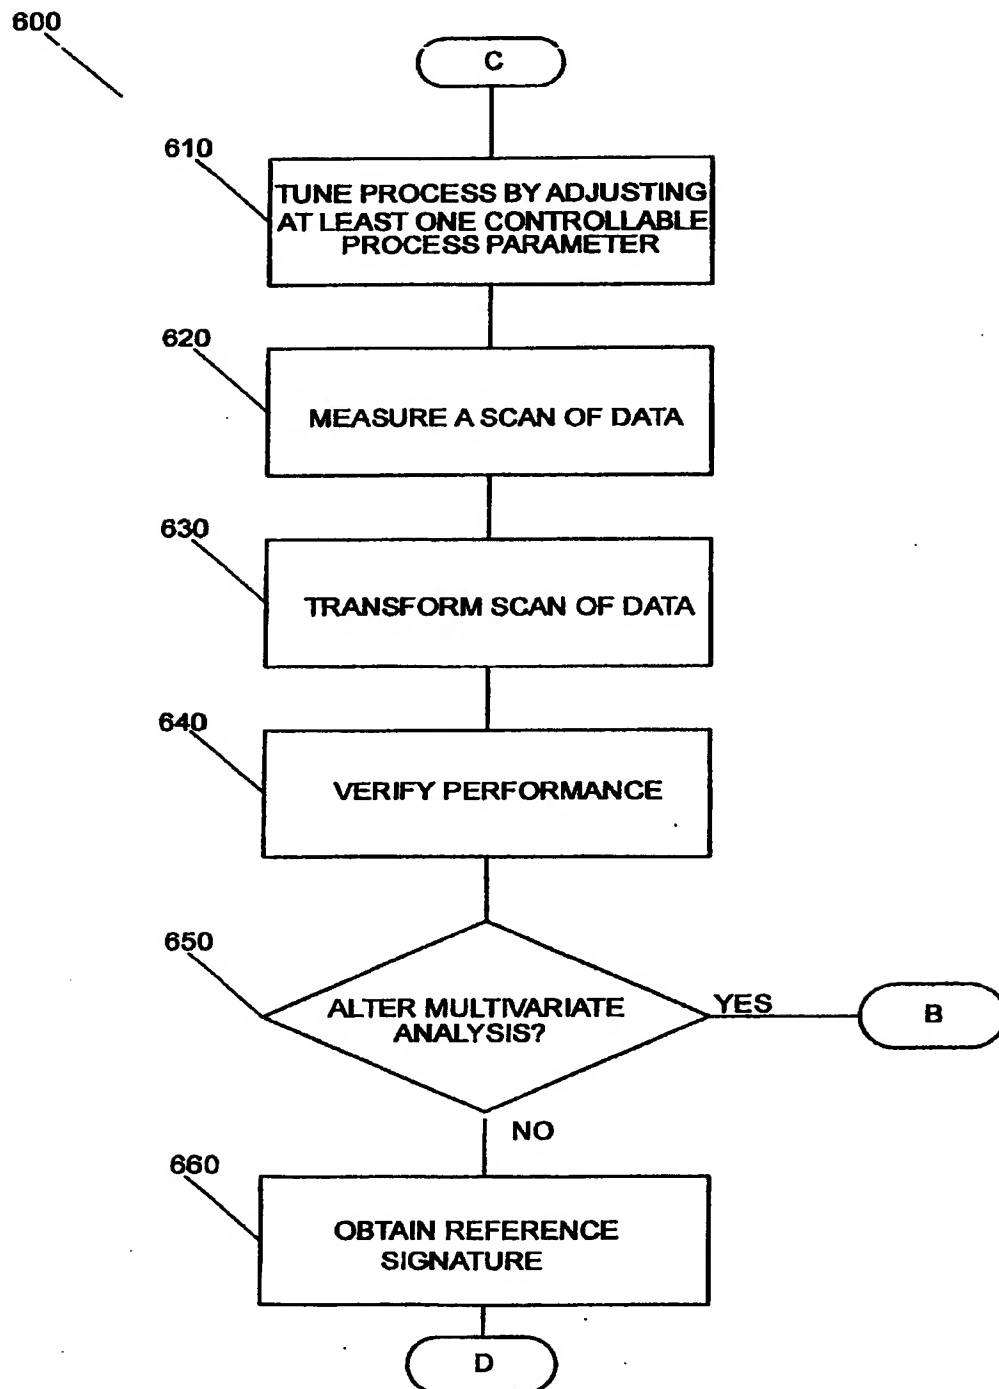 600
C
610
TUNE PROCESS BY ADJUSTING
AT LEAST ONE CONTROLLABLE
PROCESS PARAMETER
620
MEASURE A SCAN OF DATA
630
TRANSFORM SCAN OF DATA
640
VERIFY PERFORMANCE
650
ALTER MULTIVARIATE
ANALYSIS?
YES
B
NO
660
OBTAIN REFERENCE
SIGNATURE
D